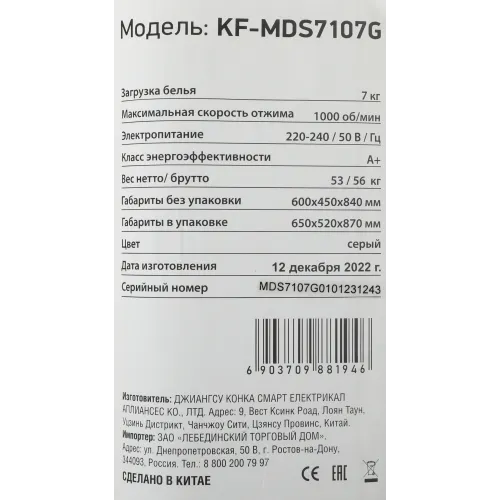 Модель: KF-MDS7107G
Загрузка белья 7 кг
Максимальная скорость отжима 1000 об/мин
Электропитание 220-240 / 50 В / Гц
Класс энергоэффективности А+
Вес нетто/ брутто 53 / 56 кг
Габариты без упаковки 600х450х840 мм
Габариты в упаковке 650х520х870 мм
Цвет серый
Дата изготовления 12 декабря 2022 г.
Серийный номер MDS7107G0101231243
6 903709 881946
Изготовитель: ДЖИАНГСУ КОНКА СМАРТ ЕЛЕКТРИКАЛ
АППЛИАНСЕС КО., ЛТД. Адрес: 9, Вест Ксинк Роад, Лоян Таун,
Уцзинь Дистрикт, Чанчжоу Сити, Цзянсу Провинс, Китай.
Импортер: ЗАО «ЛЕБЕДИНСКИЙ ТОРГОВЫЙ ДОМ».
Адрес: ул. Днепропетровская, 50 В, г. Ростов-на-Дону,
344093, Россия. Тел.: 8 800 200 79 97
СДЕЛАНО В КИТАЕ CE EAC